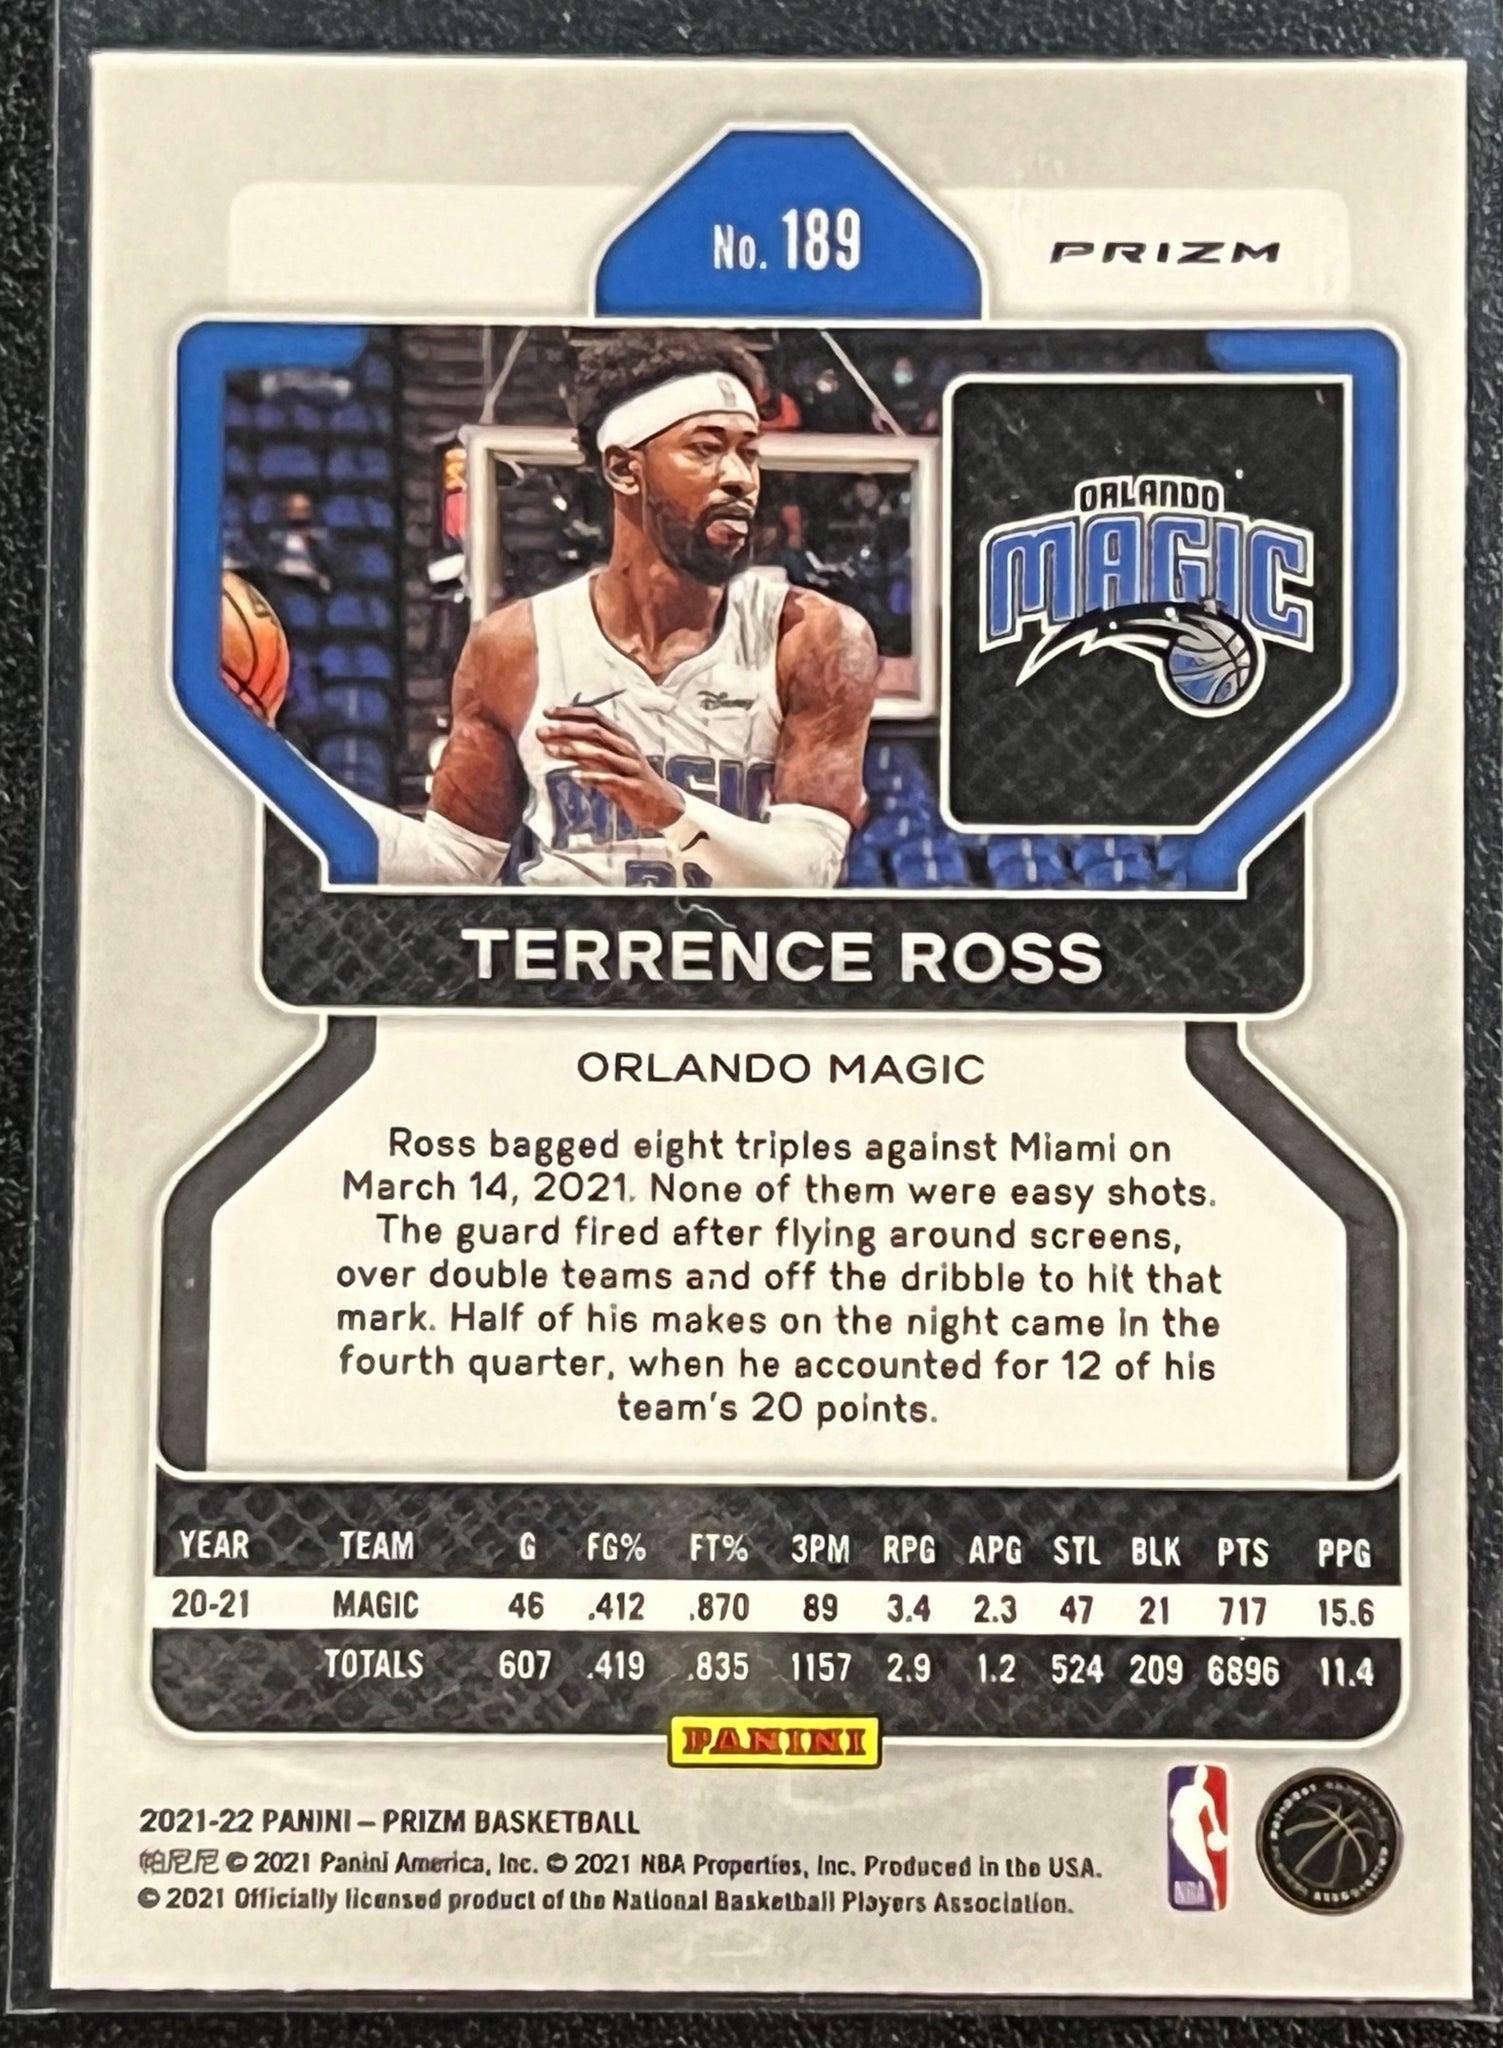 No. 189
PRIZM
ORLANDO
MAGIC
Disney
MAGIC
TERRENCE ROSS
ORLANDO MAGIC
Ross bagged eight triples against Miami on
March 14, 2021. None of them were easy shots.
The guard fired after flying around screens,
over double teams and off the dribble to hit that
mark. Half of his makes on the night came in the
fourth quarter, when he accounted for 12 of his
team's 20 points.
YEAR TEAM G FG% FT% 3PM RPG APG STL BLK PTS PPG
20-21 MAGIC 46 .412 .870 89 3.4 2.3 47 21 717 15.6
TOTALS 607 .419 .835 1157 2.9 1.2 524 209 6896 11.4
PANINI
2021-22 PANINI – PRIZM BASKETBALL
帕尼尼 © 2021 Panini America, Inc. © 2021 NBA Properties, Inc. Produced in the USA.
© 2021 Officially licensed product of the National Basketball Players Association.
NBA